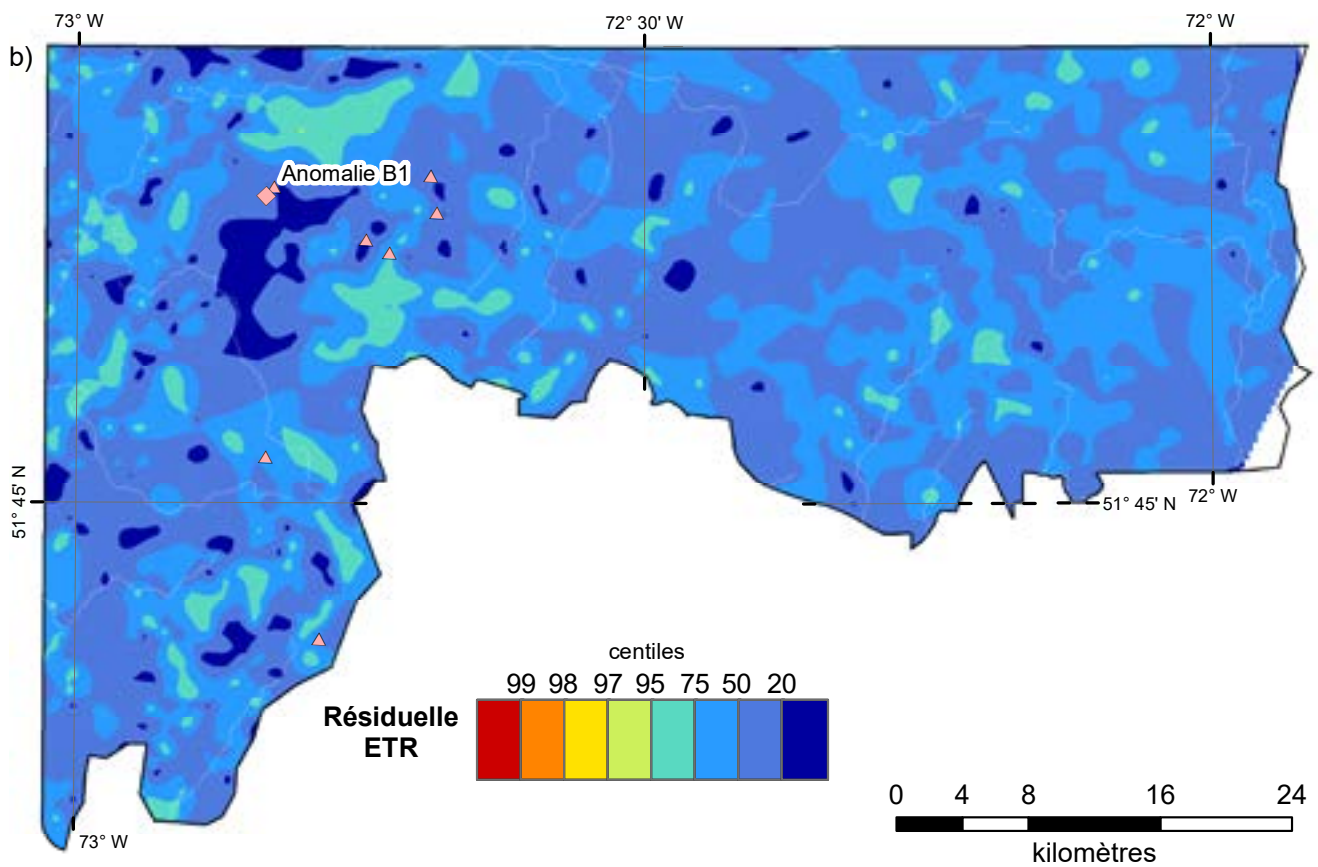 73° W
72° 30' W
72° W
b)
Anomalie B1
51° 45' N
72° W
51° 45' N
centiles
99 98 97 95 75 50 20
Résiduelle
ETR
73° W
0 4 8 16 24
kilomètres